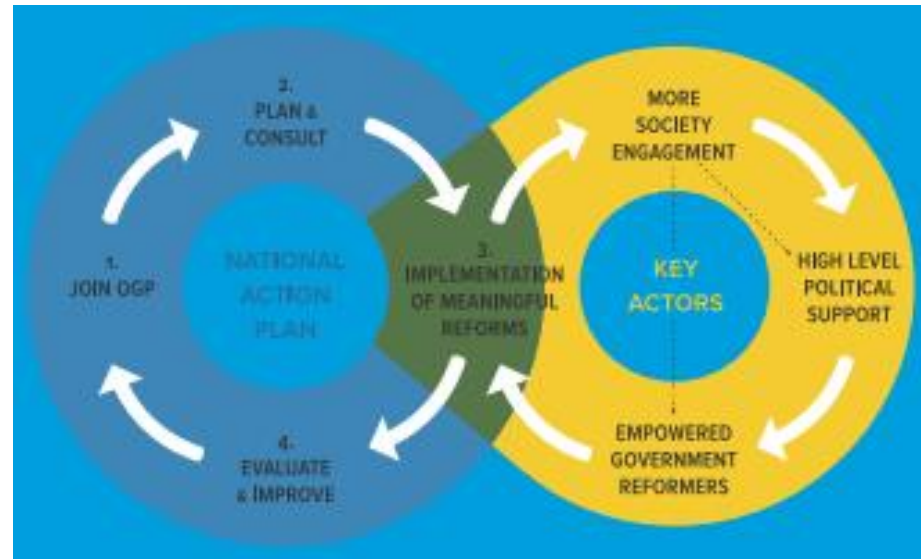 2.
PLAN &
CONSULT
1.
JOIN OGP
NATIONAL
ACTION
PLAN
3.
IMPLEMENTATION
OF MEANINGFUL
REFORMS
4.
EVALUATE
& IMPROVE
MORE
SOCIETY
ENGAGEMENT
KEY
ACTORS
HIGH LEVEL
POLITICAL
SUPPORT
EMPOWERED
GOVERNMENT
REFORMERS